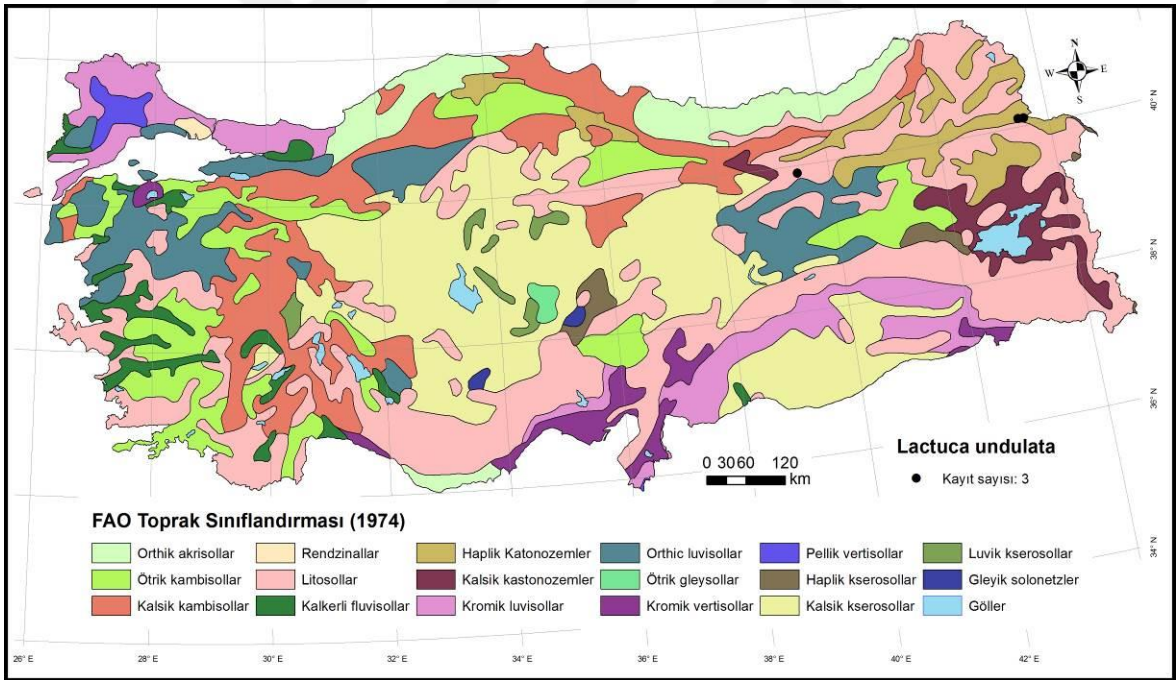 N
W E
S
40° N
38° N
36° N
34° N
Lactuca undulata
Kayıt sayısı: 3
0 30 60 120
km
FAO Toprak Sınıflandırması (1974)
Orthik akrisollar
Rendzinallar
Haplik Katonozemler
Orthic luvisollar
Pellik vertisollar
Luvik kserosollar
Ötrik kambisollar
Litosollar
Kalsik kastonozemler
Ötrik gleysollar
Haplik kserosollar
Gleyik solonetzler
Kalsik kambisollar
Kalkerli fluvisollar
Kromik luvisollar
Kromik vertisollar
Kalsik kserosollar
Göller
26° E
28° E
30° E
32° E
34° E
36° E
38° E
40° E
42° E